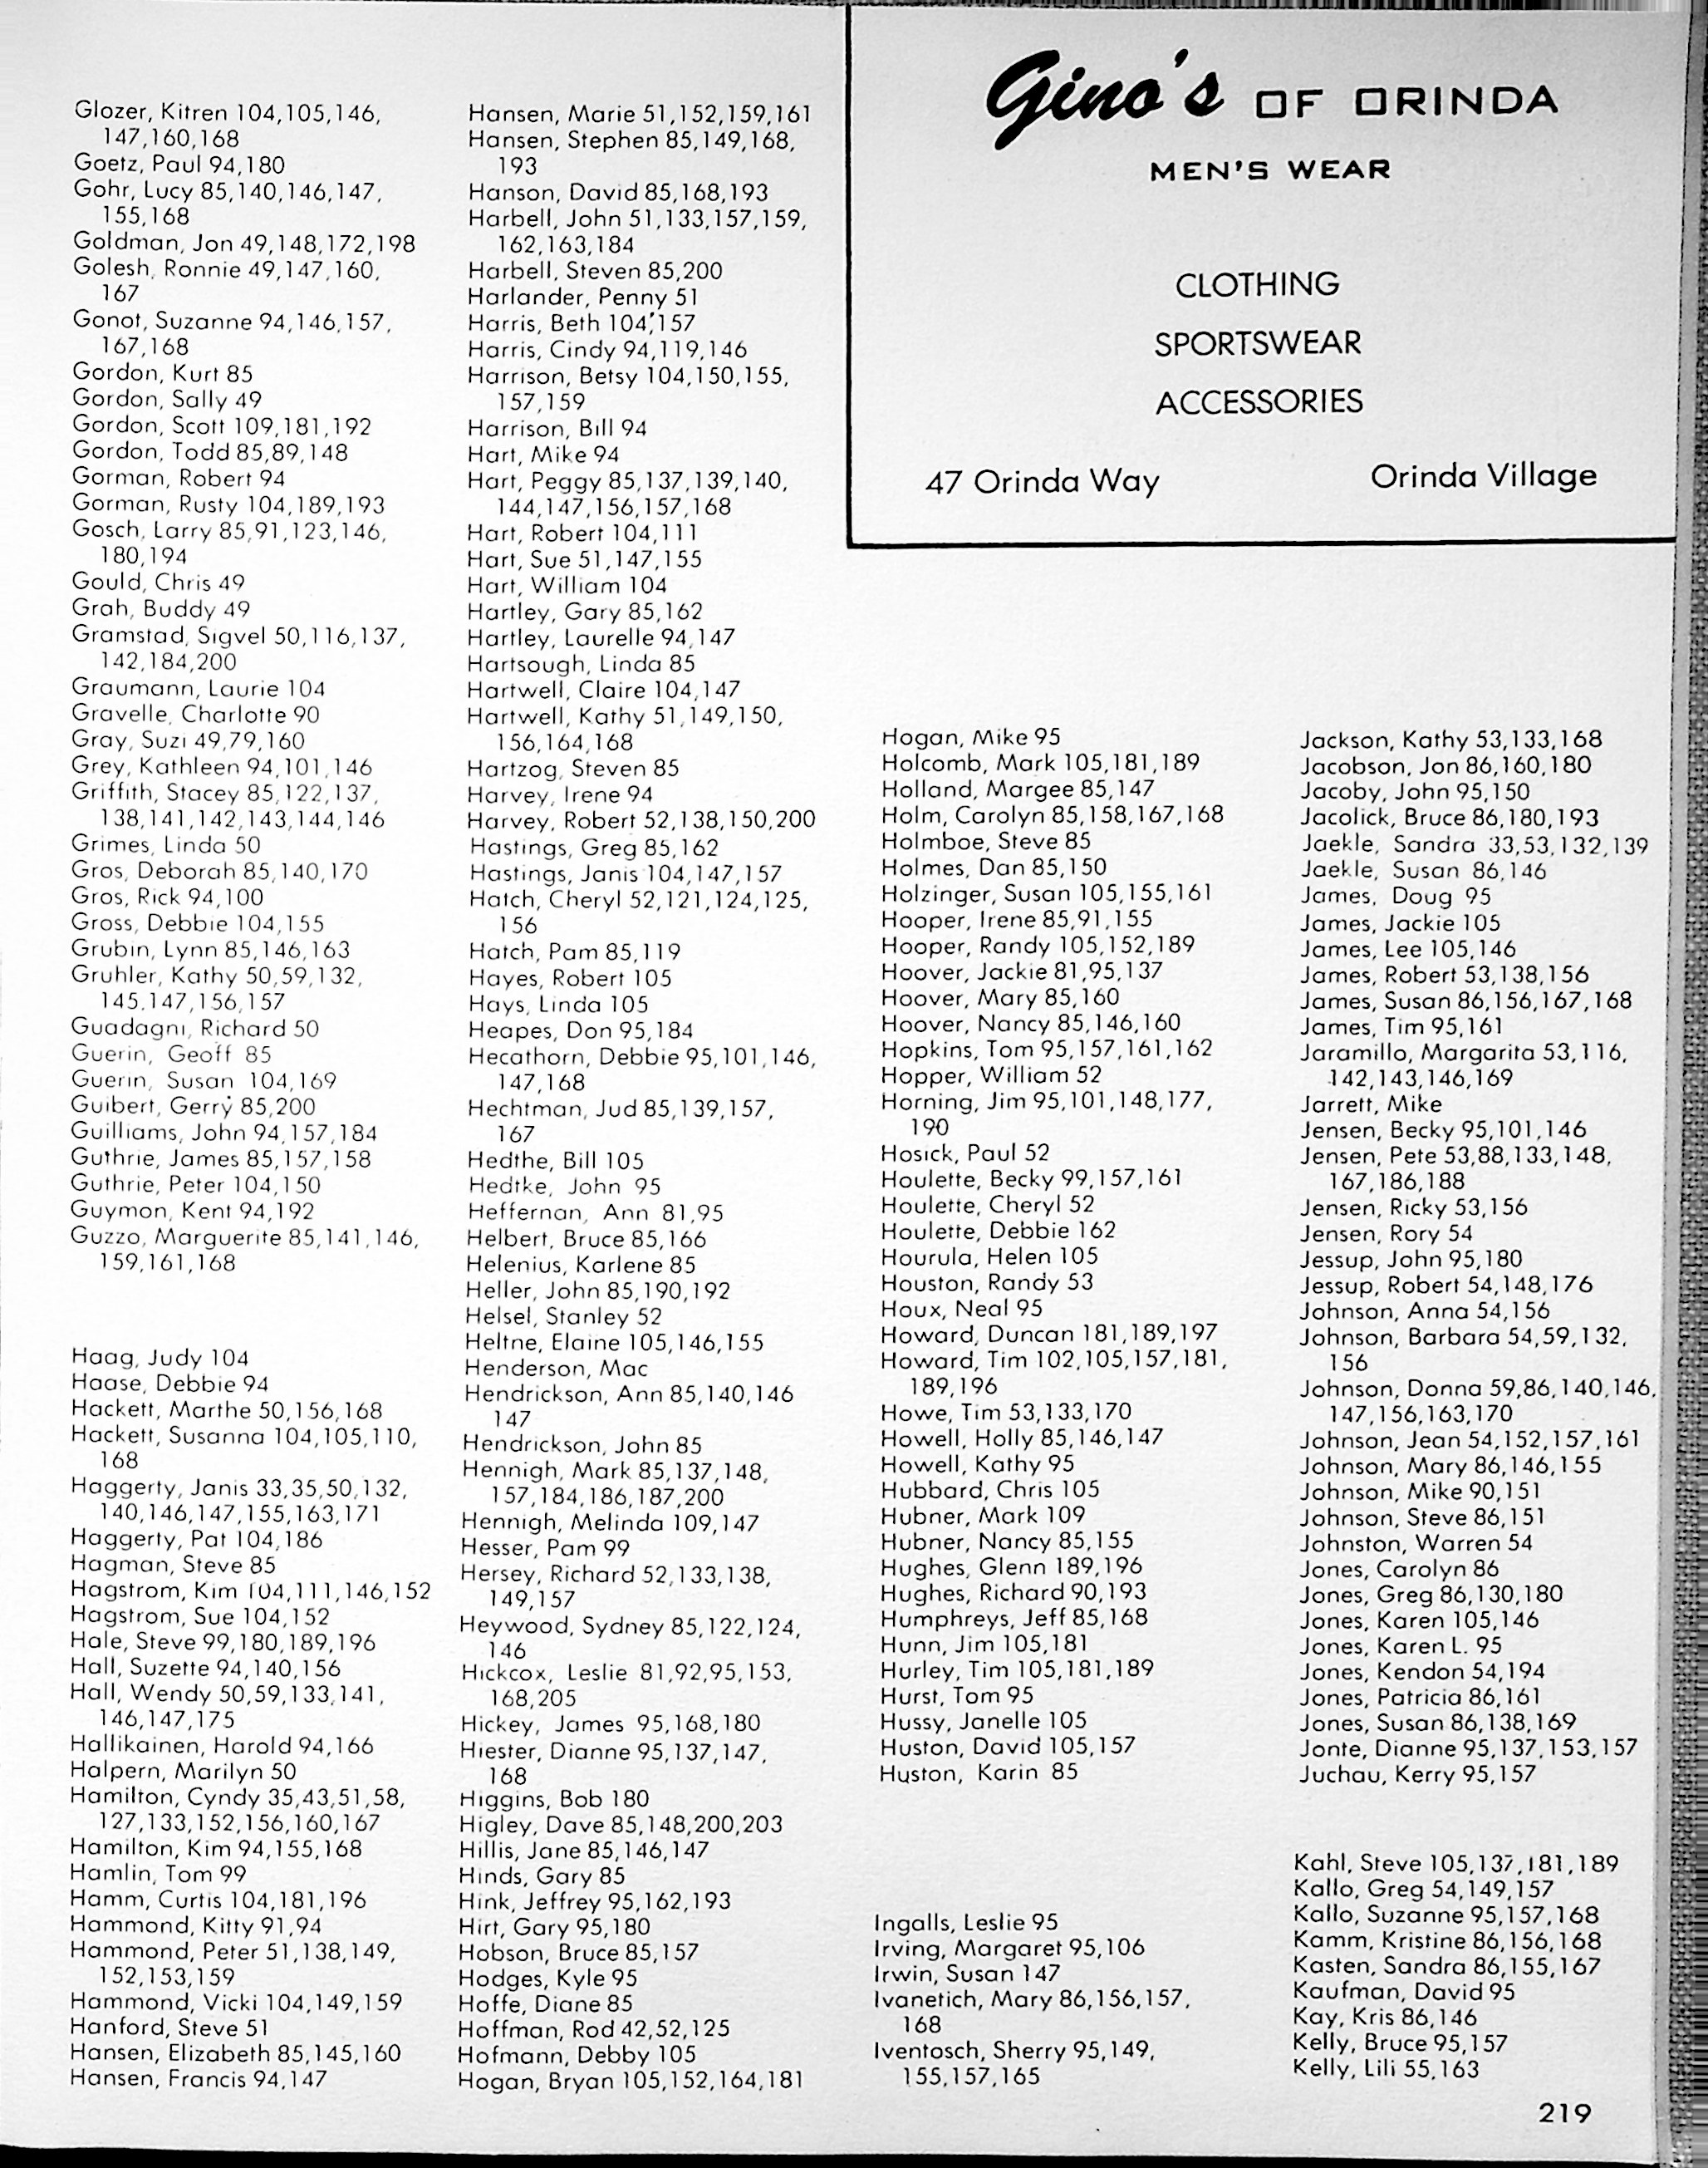 Glozer, Kitren 104,105,146,
147,160,168
Goetz, Paul 94,180
Gohr, Lucy 85,140,146,147,
155,168
Goldman, Jon 49,148,172,198
Golesh, Ronnie 49,147,160,
167
Gonot, Suzanne 94,146,157,
167,168
Gordon, Kurt 85
Gordon, Sally 49
Gordon, Scott 109,181,192
Gordon, Todd 85,89,148
Gorman, Robert 94
Gorman, Rusty 104,189,193
Gosch, Larry 85,91,123,146,
180,194
Gould, Chris 49
Grah, Buddy 49
Gramstad, Sigvel 50,116,137,
142,184,200
Graumann, Laurie 104
Gravelle, Charlotte 90
Gray, Suzi 49,79,160
Grey, Kathleen 94,101,146
Griffith, Stacey 85,122,137,
138,141,142,143,144,146
Grimes, Linda 50
Gros, Deborah 85,140,170
Gros, Rick 94,100
Gross, Debbie 104,155
Grubin, Lynn 85,146,163
Gruhler, Kathy 50,59,132,
145,147,156,157
Guadagni, Richard 50
Guerin, Geoff 85
Guerin, Susan 104,169
Guibert, Gerry 85,200
Guilliams, John 94,157,184
Guthrie, James 85,157,158
Guthrie, Peter 104,150
Guymon, Kent 94,192
Guzzo, Marguerite 85,141,146,
159,161,168
Haag, Judy 104
Haase, Debbie 94
Hackett, Marthe 50,156,168
Hackett, Susanna 104,105,110,
168
Haggerty, Janis 33,35,50,132,
140,146,147,155,163,171
Haggerty, Pat 104,186
Hagman, Steve 85
Hagstrom, Kim 104,111,146,152
Hagstrom, Sue 104,152
Hale, Steve 99,180,189,196
Hall, Suzette 94,140,156
Hall, Wendy 50,59,133,141,
146,147,175
Hallikainen, Harold 94,166
Halpern, Marilyn 50
Hamilton, Cyndy 35,43,51,58,
127,133,152,156,160,167
Hamilton, Kim 94,155,168
Hamlin, Tom 99
Hamm, Curtis 104,181,196
Hammond, Kitty 91,94
Hammond, Peter 51,138,149,
152,153,159
Hammond, Vicki 104,149,159
Hanford, Steve 51
Hansen, Elizabeth 85,145,160
Hansen, Francis 94,147
Hansen, Marie 51,152,159,161
Hansen, Stephen 85,149,168,
193
Hanson, David 85,168,193
Harbell, John 51,133,157,159,
162,163,184
Harbell, Steven 85,200
Harlander, Penny 51
Harris, Beth 104,157
Harris, Cindy 94,119,146
Harrison, Betsy 104,150,155,
157,159
Harrison, Bill 94
Hart, Mike 94
Hart, Peggy 85,137,139,140,
144,147,156,157,168
Hart, Robert 104,111
Hart, Sue 51,147,155
Hart, William 104
Hartley, Gary 85,162
Hartley, Laurelle 94,147
Hartsough, Linda 85
Hartwell, Claire 104,147
Hartwell, Kathy 51,149,150,
156,164,168
Hartzog, Steven 85
Harvey, Irene 94
Harvey, Robert 52,138,150,200
Hastings, Greg 85,162
Hastings, Janis 104,147,157
Hatch, Cheryl 52,121,124,125,
156
Hatch, Pam 85,119
Hayes, Robert 105
Hays, Linda 105
Heapes, Don 95,184
Hecathorn, Debbie 95,101,146,
147,168
Hechtman, Jud 85,139,157,
167
Hedthe, Bill 105
Hedtke, John 95
Heffernan, Ann 81,95
Helbert, Bruce 85,166
Helenius, Karlene 85
Heller, John 85,190,192
Helsel, Stanley 52
Heltne, Elaine 105,146,155
Henderson, Mac
Hendrickson, Ann 85,140,146
147
Hendrickson, John 85
Hennigh, Mark 85,137,148,
157,184,186,187,200
Hennigh, Melinda 109,147
Hesser, Pam 99
Hersey, Richard 52,133,138,
149,157
Heywood, Sydney 85,122,124,
146
Hickcox, Leslie 81,92,95,153,
168,205
Hickey, James 95,168,180
Hiester, Dianne 95,137,147,
168
Higgins, Bob 180
Higley, Dave 85,148,200,203
Hillis, Jane 85,146,147
Hinds, Gary 85
Hink, Jeffrey 95,162,193
Hirt, Gary 95,180
Hobson, Bruce 85,157
Hodges, Kyle 95
Hoffe, Diane 85
Hoffman, Rod 42,52,125
Hofmann, Debby 105
Hogan, Bryan 105,152,164,181
Gino's OF ORINDA
MEN'S WEAR
CLOTHING
SPORTSWEAR
ACCESSORIES
47 Orinda Way Orinda Village
Hogan, Mike 95
Holcomb, Mark 105,181,189
Holland, Margee 85,147
Holm, Carolyn 85,158,167,168
Holmboe, Steve 85
Holmes, Dan 85,150
Holzinger, Susan 105,155,161
Hooper, Irene 85,91,155
Hooper, Randy 105,152,189
Hoover, Jackie 81,95,137
Hoover, Mary 85,160
Hoover, Nancy 85,146,160
Hopkins, Tom 95,157,161,162
Hopper, William 52
Horning, Jim 95,101,148,177,
190
Hosick, Paul 52
Houlette, Becky 99,157,161
Houlette, Cheryl 52
Houlette, Debbie 162
Hourula, Helen 105
Houston, Randy 53
Houx, Neal 95
Howard, Duncan 181,189,197
Howard, Tim 102,105,157,181,
189,196
Howe, Tim 53,133,170
Howell, Holly 85,146,147
Howell, Kathy 95
Hubbard, Chris 105
Hubner, Mark 109
Hubner, Nancy 85,155
Hughes, Glenn 189,196
Hughes, Richard 90,193
Humphreys, Jeff 85,168
Hunn, Jim 105,181
Hurley, Tim 105,181,189
Hurst, Tom 95
Hussy, Janelle 105
Huston, David 105,157
Huston, Karin 85
Ingalls, Leslie 95
Irving, Margaret 95,106
Irwin, Susan 147
Ivanetich, Mary 86,156,157,
168
Iventosch, Sherry 95,149,
155,157,165
Jackson, Kathy 53,133,168
Jacobson, Jon 86,160,180
Jacoby, John 95,150
Jacolick, Bruce 86,180,193
Jaekle, Sandra 33,53,132,139
Jaekle, Susan 86,146
James, Doug 95
James, Jackie 105
James, Lee 105,146
James, Robert 53,138,156
James, Susan 86,156,167,168
James, Tim 95,161
Jaramillo, Margarita 53,116,
142,143,146,169
Jarrett, Mike
Jensen, Becky 95,101,146
Jensen, Pete 53,88,133,148,
167,186,188
Jensen, Ricky 53,156
Jensen, Rory 54
Jessup, John 95,180
Jessup, Robert 54,148,176
Johnson, Anna 54,156
Johnson, Barbara 54,59,132,
156
Johnson, Donna 59,86,140,146,
147,156,163,170
Johnson, Jean 54,152,157,161
Johnson, Mary 86,146,155
Johnson, Mike 90,151
Johnson, Steve 86,151
Johnston, Warren 54
Jones, Carolyn 86
Jones, Greg 86,130,180
Jones, Karen 105,146
Jones, Karen L. 95
Jones, Kendon 54,194
Jones, Patricia 86,161
Jones, Susan 86,138,169
Jonte, Dianne 95,137,153,157
Juchau, Kerry 95,157
Kahl, Steve 105,137,181,189
Kallo, Greg 54,149,157
Kallo, Suzanne 95,157,168
Kamm, Kristine 86,156,168
Kasten, Sandra 86,155,167
Kaufman, David 95
Kay, Kris 86,146
Kelly, Bruce 95,157
Kelly, Lili 55,163
219